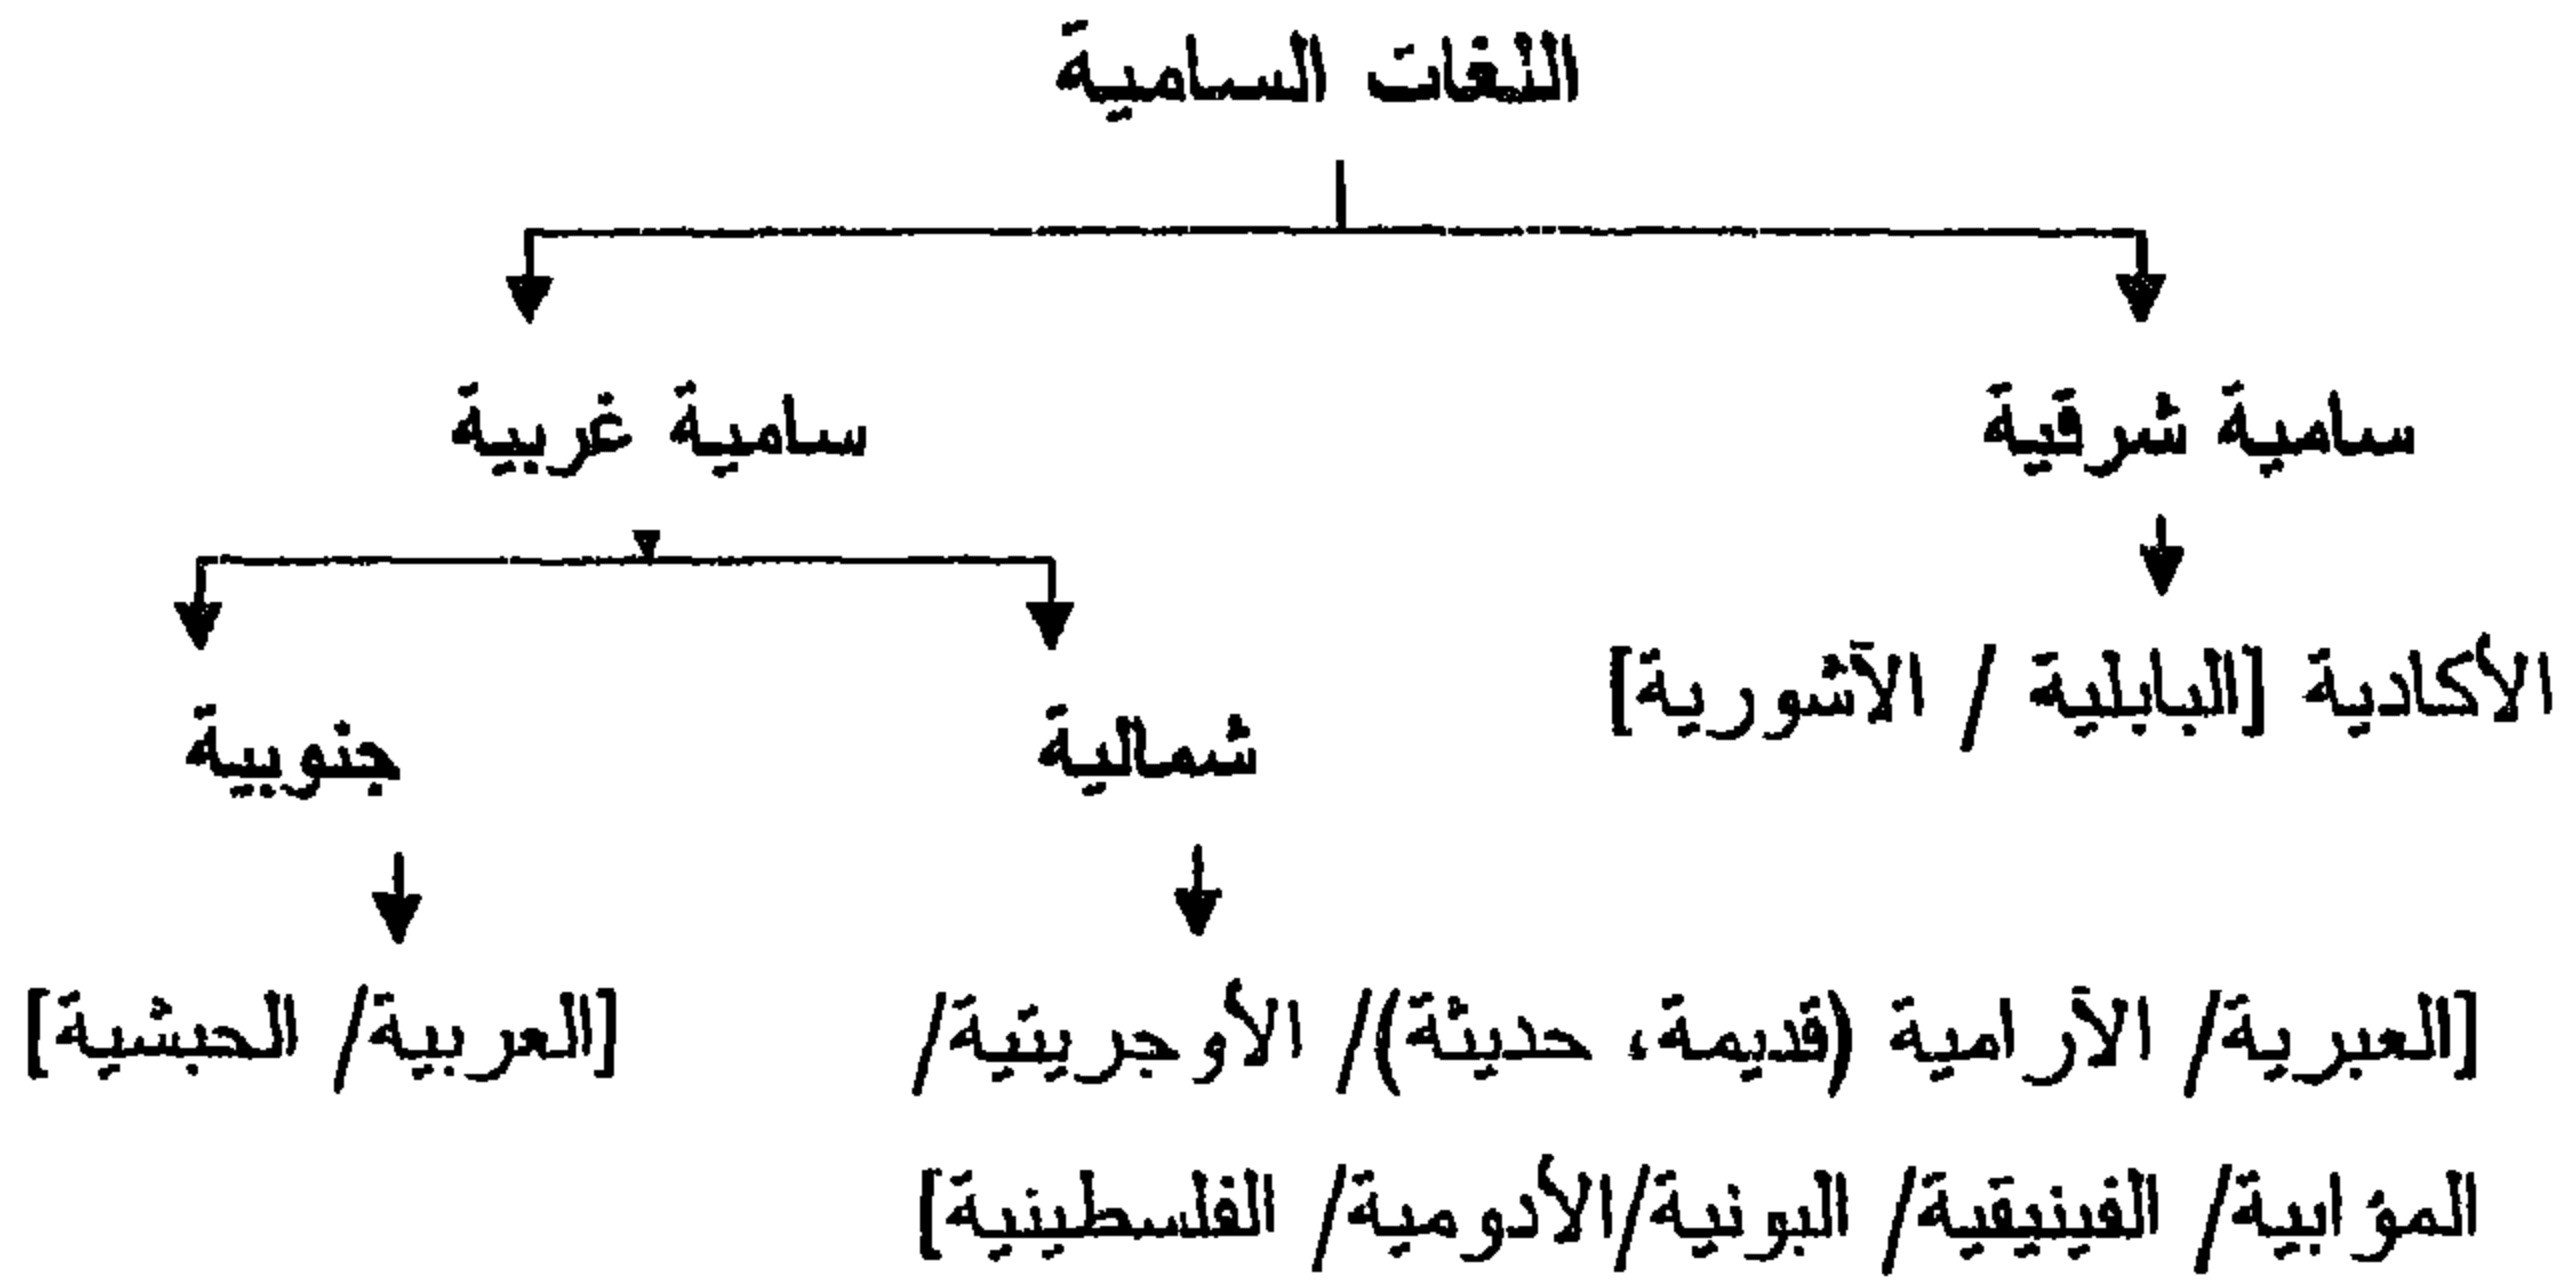 اللغات السامية
سامية شرقية
سامية غربية
الأكادية [البابلية / الآشورية]
شمالية
جنوبية
[العبرية/ الآرامية (قديمة، حديثة)/ الأوجريتية/
المؤابية/ الفينيقية/ البونية/الأدومية/ الفلسطينية]
[العربية/ الحبشية]